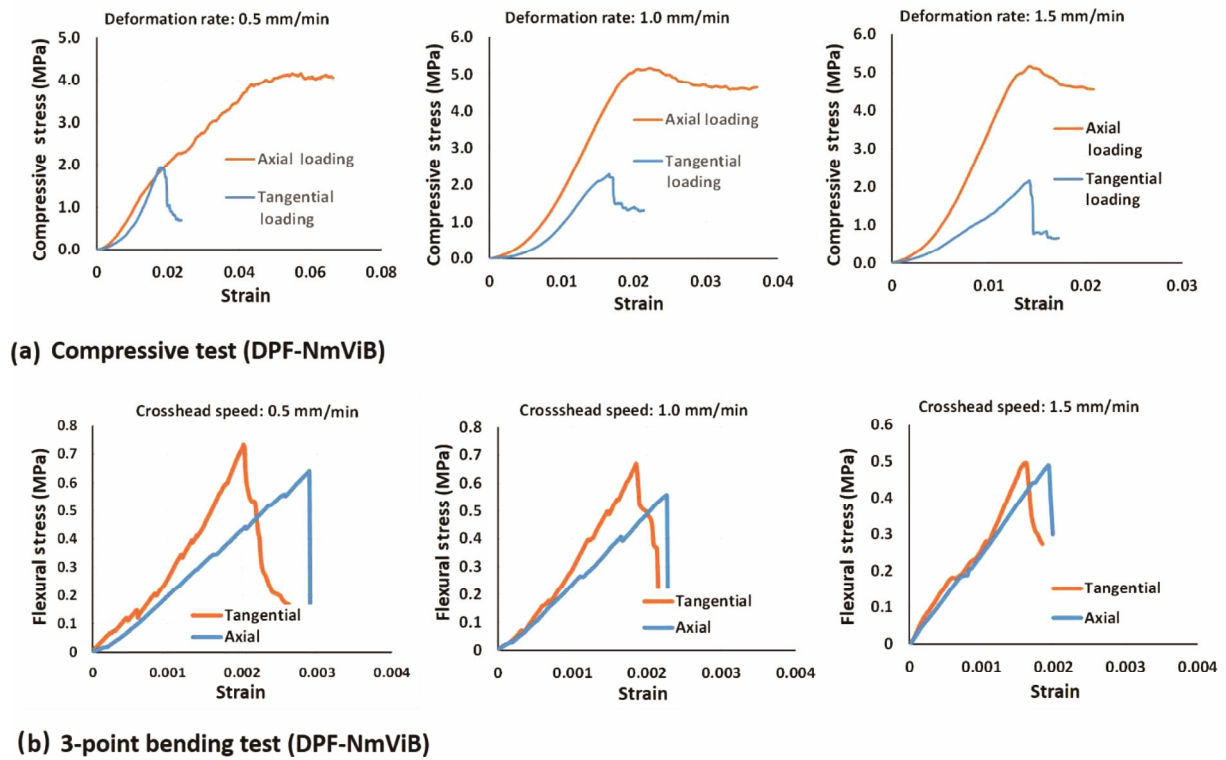 Deformation rate: 0.5 mm/min
Compressive stress (MPa)
5.0
4.0
3.0
2.0
1.0
0.0
0
0.02
0.04
0.06
0.08
Strain
Axial loading
Tangential
loading
Deformation rate: 1.0 mm/min
Compressive stress (MPa)
6.0
5.0
4.0
3.0
2.0
1.0
0.0
0
0.01
0.02
0.03
0.04
Strain
Axial loading
Tangential
loading
Deformation rate: 1.5 mm/min
Compressive stress (MPa)
6.0
5.0
4.0
3.0
2.0
1.0
0.0
0
0.01
0.02
0.03
Strain
Axial
loading
Tangential
loading
(a) Compressive test (DPF-NmViB)
Crosshead speed: 0.5 mm/min
Flexural stress (MPa)
0.8
0.7
0.6
0.5
0.4
0.3
0.2
0.1
0
0
0.001
0.002
0.003
0.004
Strain
Tangential
Axial
Crossshead speed: 1.0 mm/min
Flexural stress (MPa)
0.8
0.7
0.6
0.5
0.4
0.3
0.2
0.1
0
0
0.001
0.002
0.003
0.004
Strain
Tangential
Axial
Crosshead speed: 1.5 mm/min
Flexural stress (MPa)
0.6
0.5
0.4
0.3
0.2
0.1
0
0
0.001
0.002
0.003
0.004
Strain
Tangential
Axial
(b) 3-point bending test (DPF-NmViB)